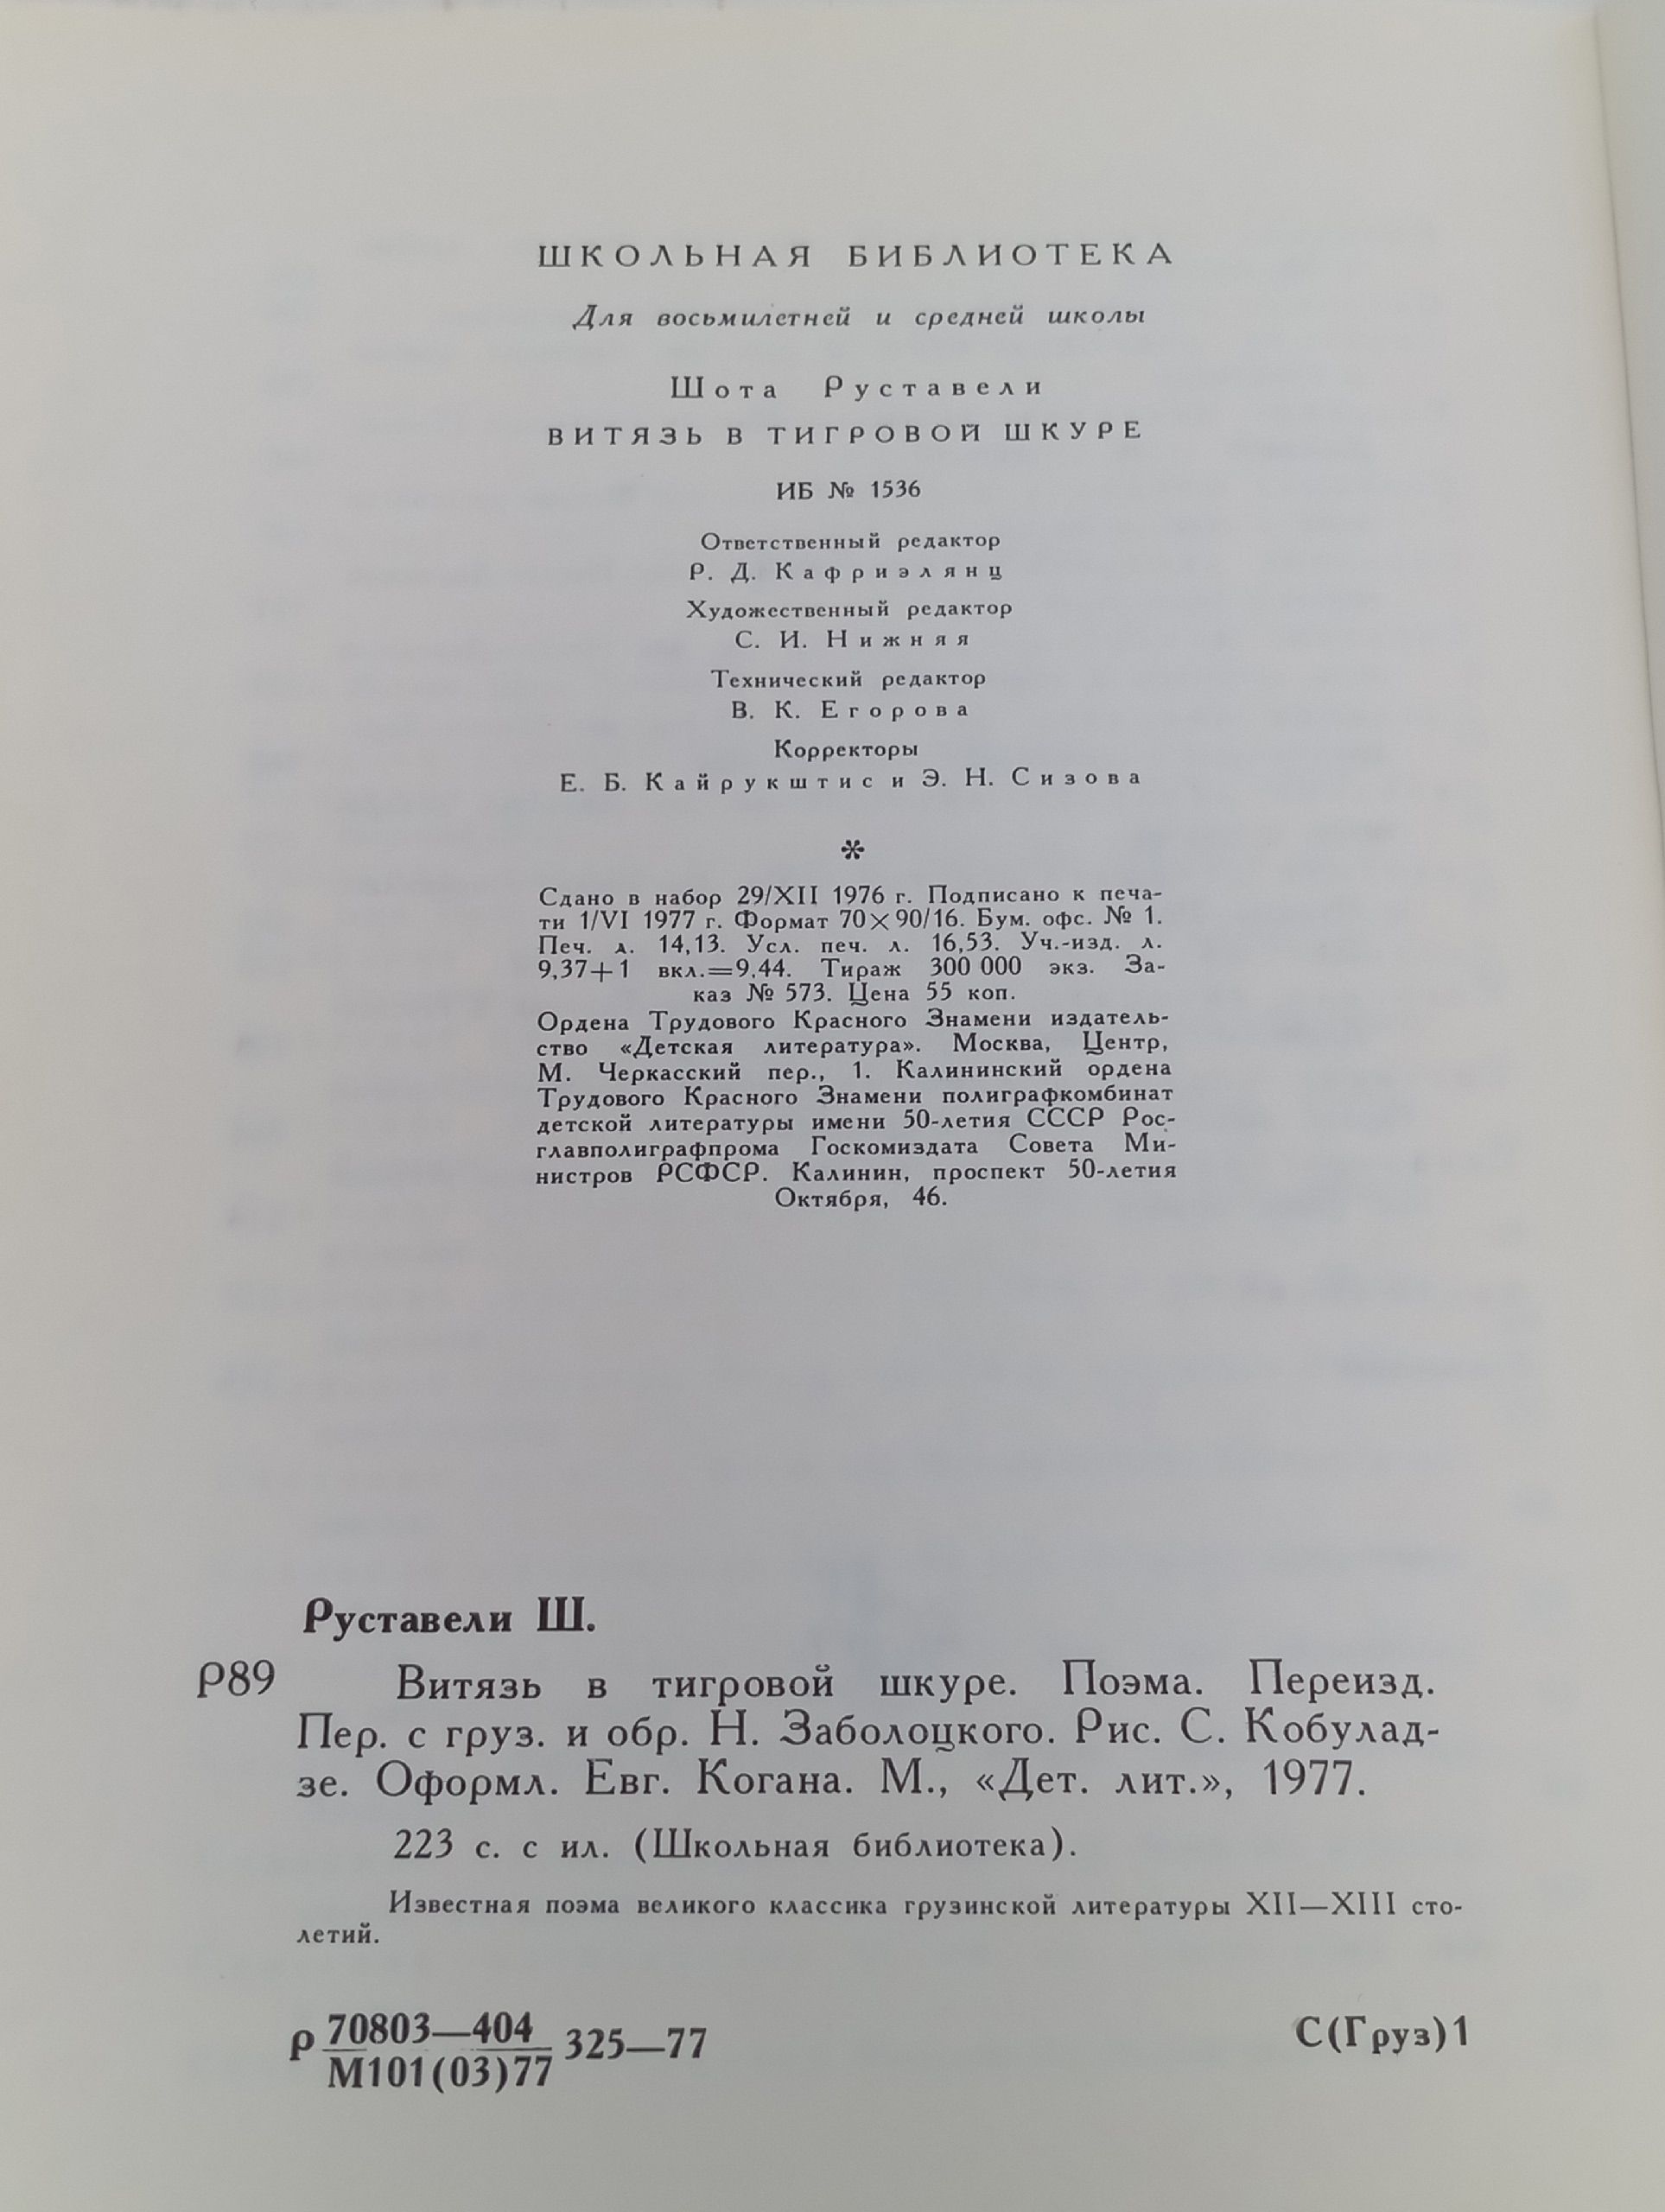 ШКОЛЬНАЯ БИБЛИОТЕКА
Для восьмилетней и средней школы
Шота Руставели
ВИТЯЗЬ В ТИГРОВОЙ ШКУРЕ
ИБ № 1536
Ответственный редактор
Р. Д. Кафриэлянц
Художественный редактор
С. И. Нижняя
Технический редактор
В. К. Егорова
Корректоры
Е. Б. Кайрукштис и Э. Н. Сизова
*
Сдано в набор 29/XII 1976 г. Подписано к печа-
ти 1/VI 1977 г. Формат 70×90/16. Бум. офс. № 1.
Печ. л. 14,13. Усл. печ. л. 16,53. Уч.-изд. л.
9,37+1 вкл.=9,44. Тираж 300 000 экз. За-
каз № 573. Цена 55 коп.
Ордена Трудового Красного Знамени издатель-
ство «Детская литература». Москва, Центр,
М. Черкасский пер., 1. Калининский ордена
Трудового Красного Знамени полиграфкомбинат
детской литературы имени 50-летия СССР Рос-
главполиграфпрома Госкомиздата Совета Ми-
нистров РСФСР. Калинин, проспект 50-летия
Октября, 46.
Руставели Ш.
Р89 Витязь в тигровой шкуре. Поэма. Переизд.
Пер. с груз. и обр. Н. Заболоцкого. Рис. С. Кобулад-
зе. Оформл. Евг. Когана. М., «Дет. лит.», 1977.
223 с. с ил. (Школьная библиотека).
Известная поэма великого классика грузинской литературы XII—XIII сто-
летий.
Р 70803—404 325—77 С(Груз)1
М101(03)77